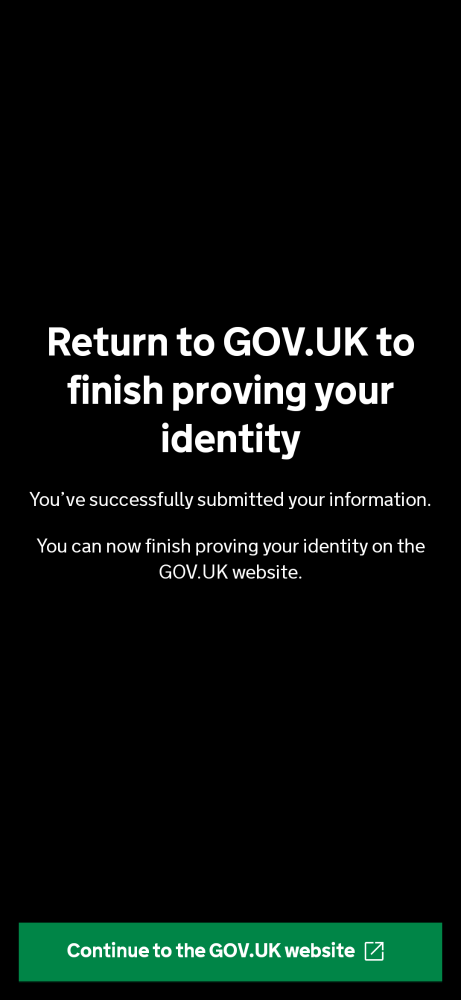 Return to GOV.UK to
finish proving your
identity
You’ve successfully submitted your information.
You can now finish proving your identity on the
GOV.UK website.
Continue to the GOV.UK website